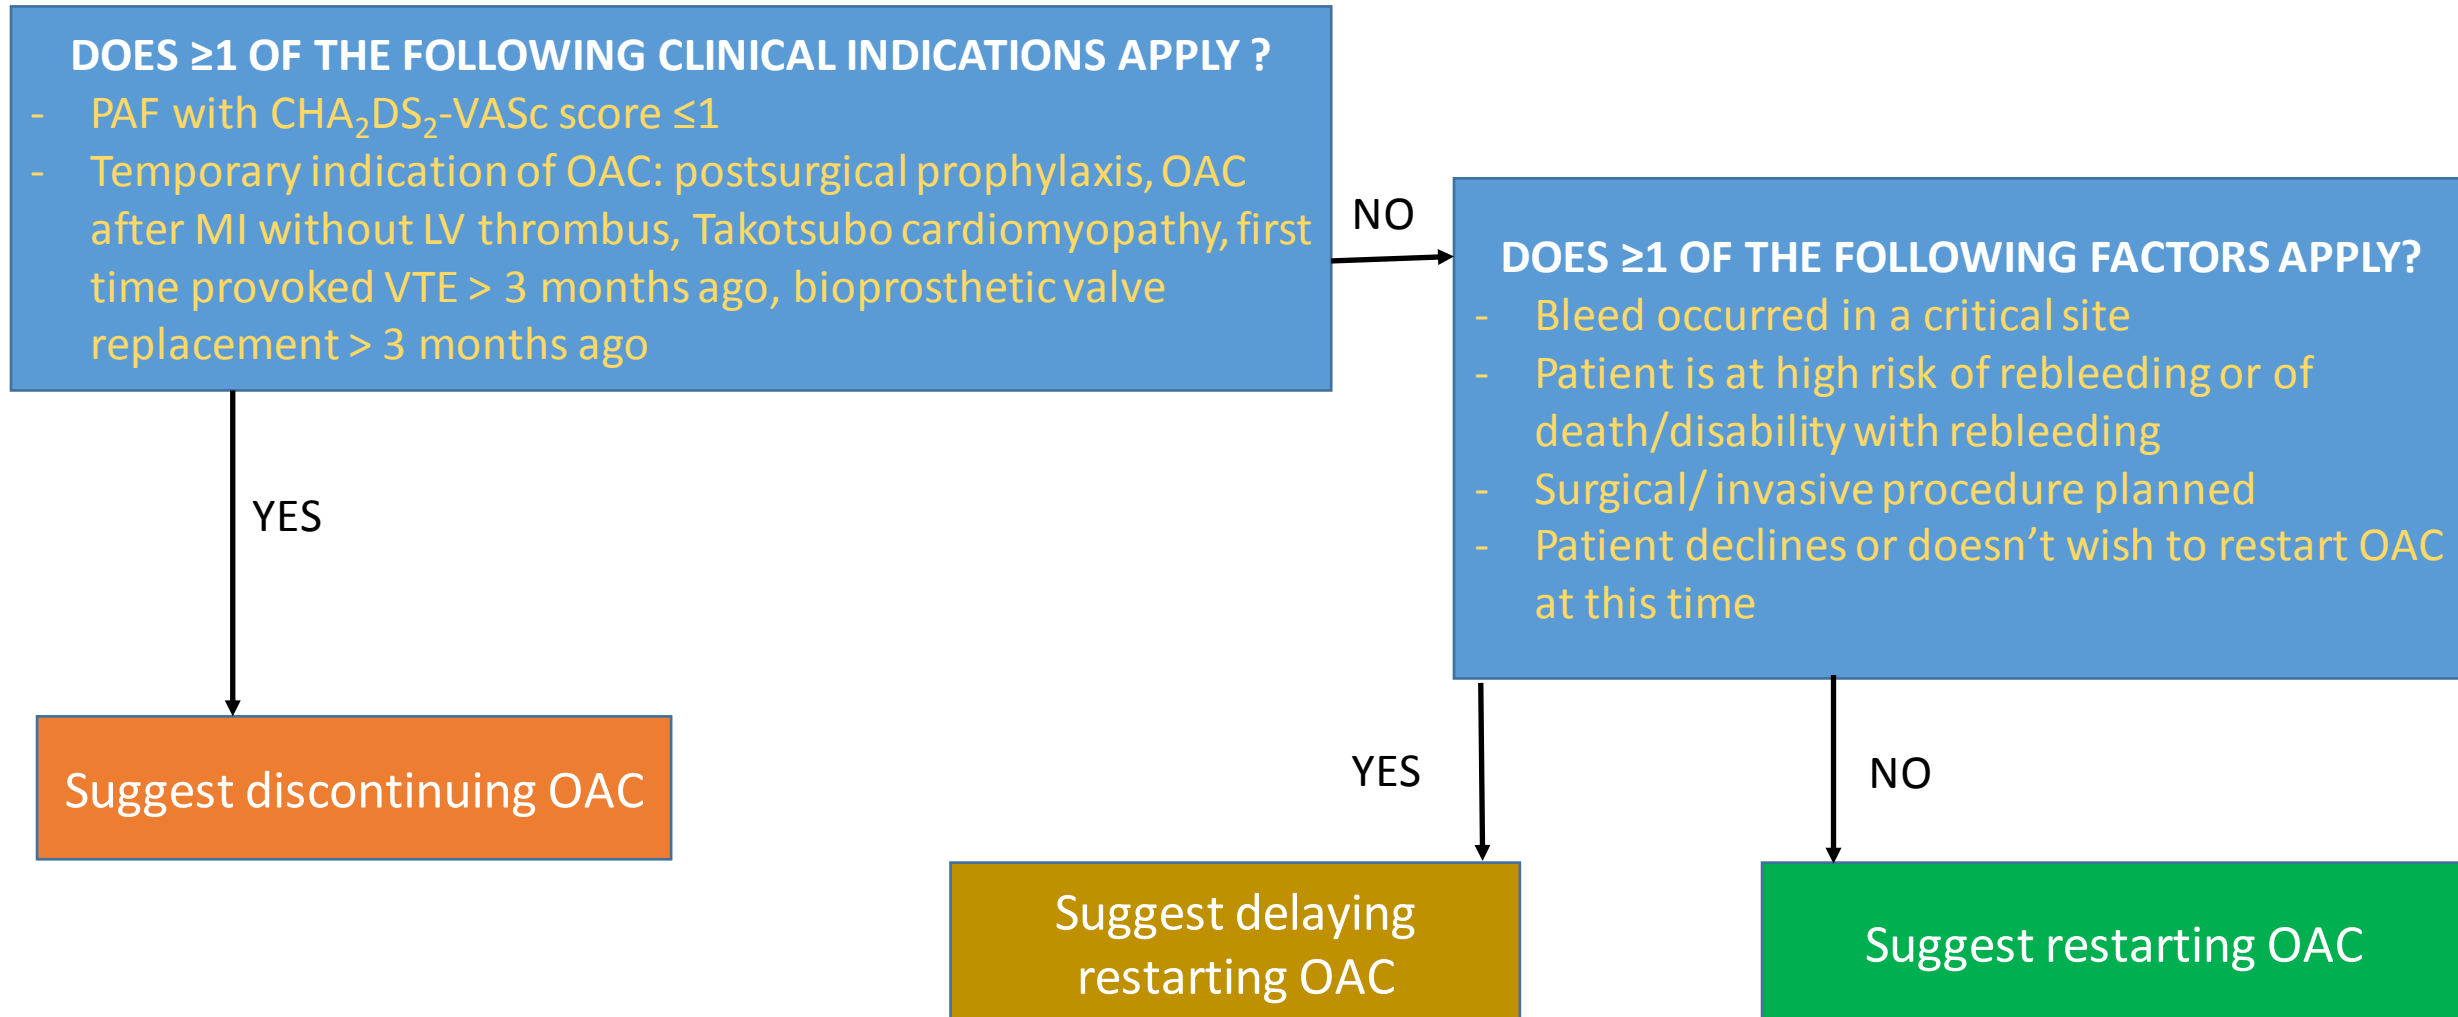 DOES ≥1 OF THE FOLLOWING CLINICAL INDICATIONS APPLY ?
- PAF with CHA₂DS₂-VASc score ≤1
- Temporary indication of OAC: postsurgical prophylaxis, OAC
after MI without LV thrombus, Takotsubo cardiomyopathy, first
time provoked VTE > 3 months ago, bioprosthetic valve
replacement > 3 months ago
NO
DOES ≥1 OF THE FOLLOWING FACTORS APPLY?
- Bleed occurred in a critical site
- Patient is at high risk of rebleeding or of
death/disability with rebleeding
- Surgical/ invasive procedure planned
- Patient declines or doesn’t wish to restart OAC
at this time
YES
Suggest discontinuing OAC
YES
NO
Suggest delaying
restarting OAC
Suggest restarting OAC